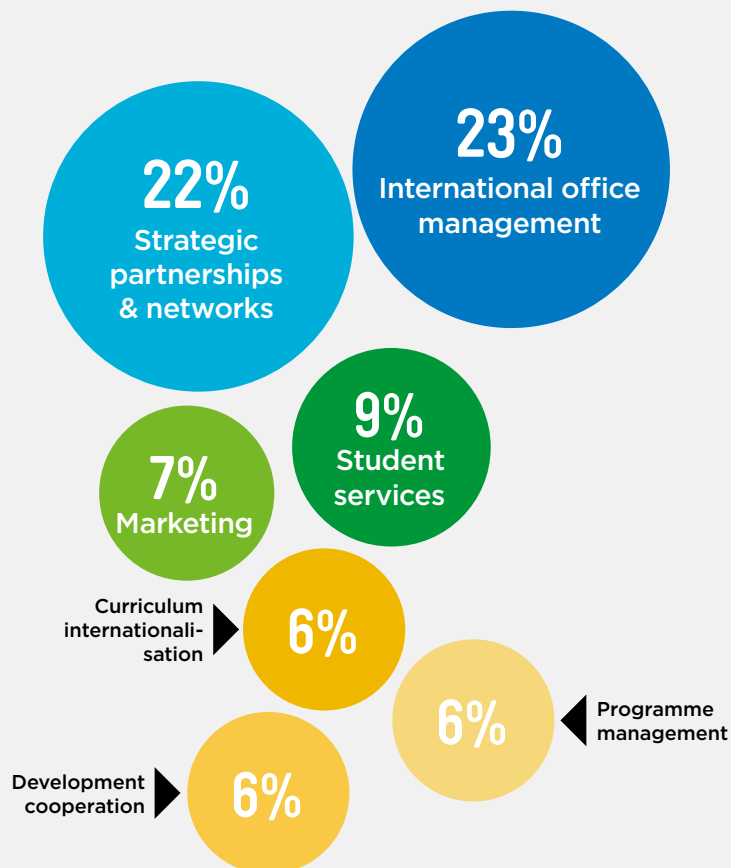 23%
International office
management
22%
Strategic
partnerships
& networks
9%
Student
services
7%
Marketing
Curriculum
internationali-
sation
6%
6%
Programme
management
Development
cooperation
6%